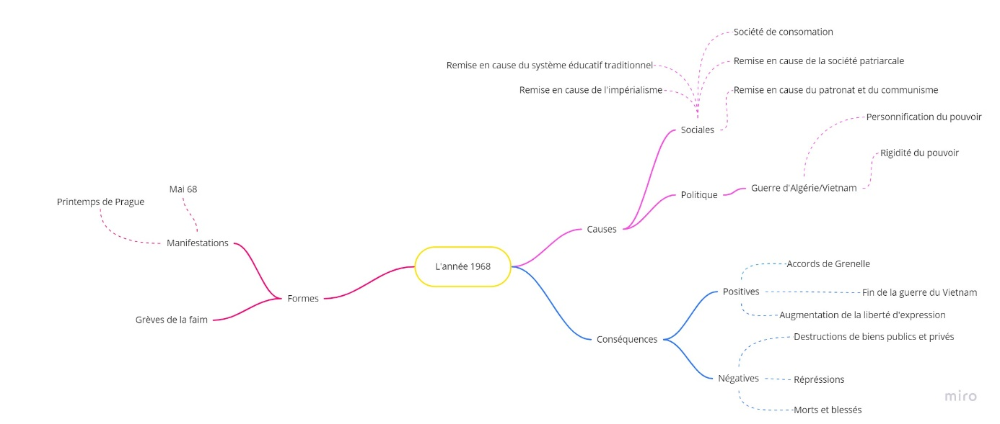 Société de consomation
Remise en cause du système éducatif traditionnel
Remise en cause de la société patriarcale
Remise en cause de l'impérialisme
Remise en cause du patronat et du communisme
Personnification du pouvoir
Sociales
Rigidité du pouvoir
Mai 68
Printemps de Prague
Politique
Guerre d'Algérie/Vietnam
Causes
Manifestations
L'année 1968
Accords de Grenelle
Positives
Fin de la guerre du Vietnam
Formes
Augmentation de la liberté d'expression
Grèves de la faim
Conséquences
Destructions de biens publics et privés
Négatives
Répréssions
miro
Morts et blessés